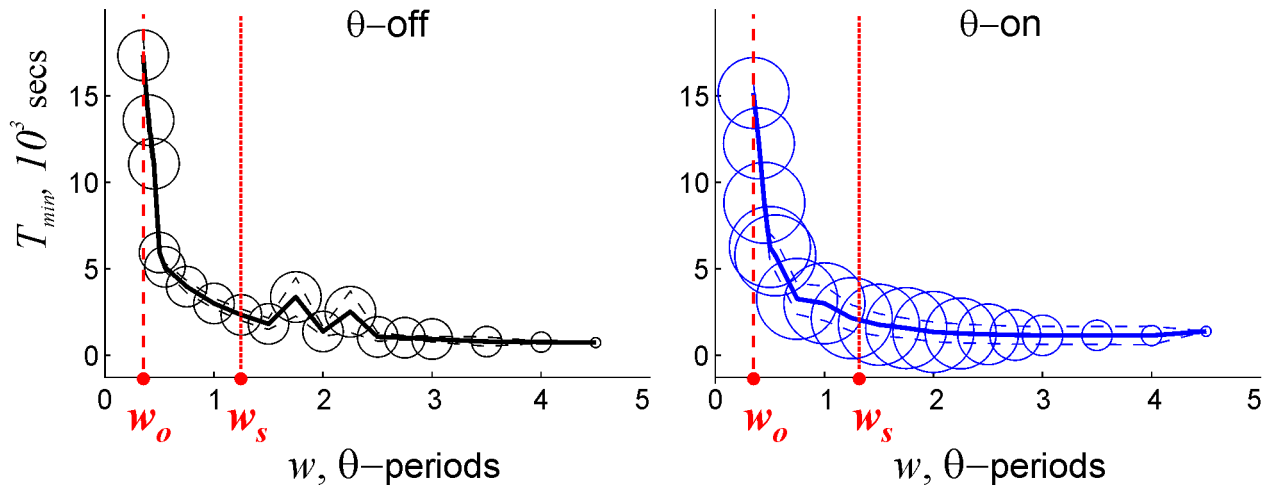 θ−off
T_min, 10^3 secs
15
10
5
0
0 1 2 3 4 5
w_o w_s
w, θ−periods
θ−on
15
10
5
0
0 1 2 3 4 5
w_o w_s
w, θ−periods